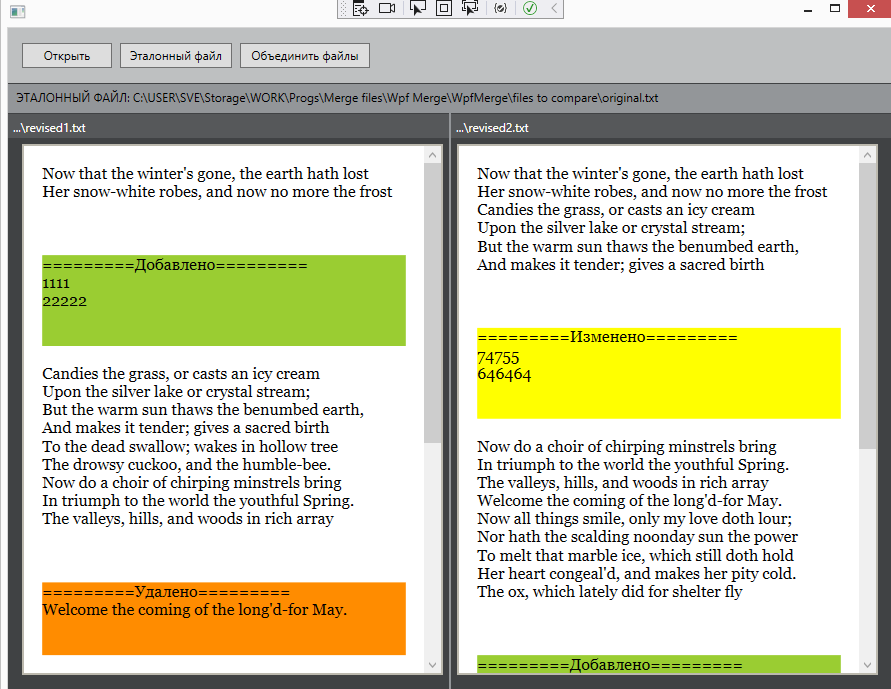 Открыть
Эталонный файл
Объединить файлы
ЭТАЛОННЫЙ ФАЙЛ: C:\USER\SVE\Storage\WORK\Progs\Merge files\Wpf Merge\WpfMerge\files to compare\original.txt
...\revised1.txt
Now that the winter's gone, the earth hath lost
Her snow-white robes, and now no more the frost
=========Добавлено=========
1111
22222
Candies the grass, or casts an icy cream
Upon the silver lake or crystal stream;
But the warm sun thaws the benumbed earth,
And makes it tender; gives a sacred birth
To the dead swallow; wakes in hollow tree
The drowsy cuckoo, and the humble-bee.
Now do a choir of chirping minstrels bring
In triumph to the world the youthful Spring.
The valleys, hills, and woods in rich array
=========Удалено=========
Welcome the coming of the long'd-for May.
...\revised2.txt
Now that the winter's gone, the earth hath lost
Her snow-white robes, and now no more the frost
Candies the grass, or casts an icy cream
Upon the silver lake or crystal stream;
But the warm sun thaws the benumbed earth,
And makes it tender; gives a sacred birth
=========Изменено=========
74755
646464
Now do a choir of chirping minstrels bring
In triumph to the world the youthful Spring.
The valleys, hills, and woods in rich array
Welcome the coming of the long'd-for May.
Now all things smile, only my love doth lour;
Nor hath the scalding noonday sun the power
To melt that marble ice, which still doth hold
Her heart congeal'd, and makes her pity cold.
The ox, which lately did for shelter fly
=========Добавлено=========